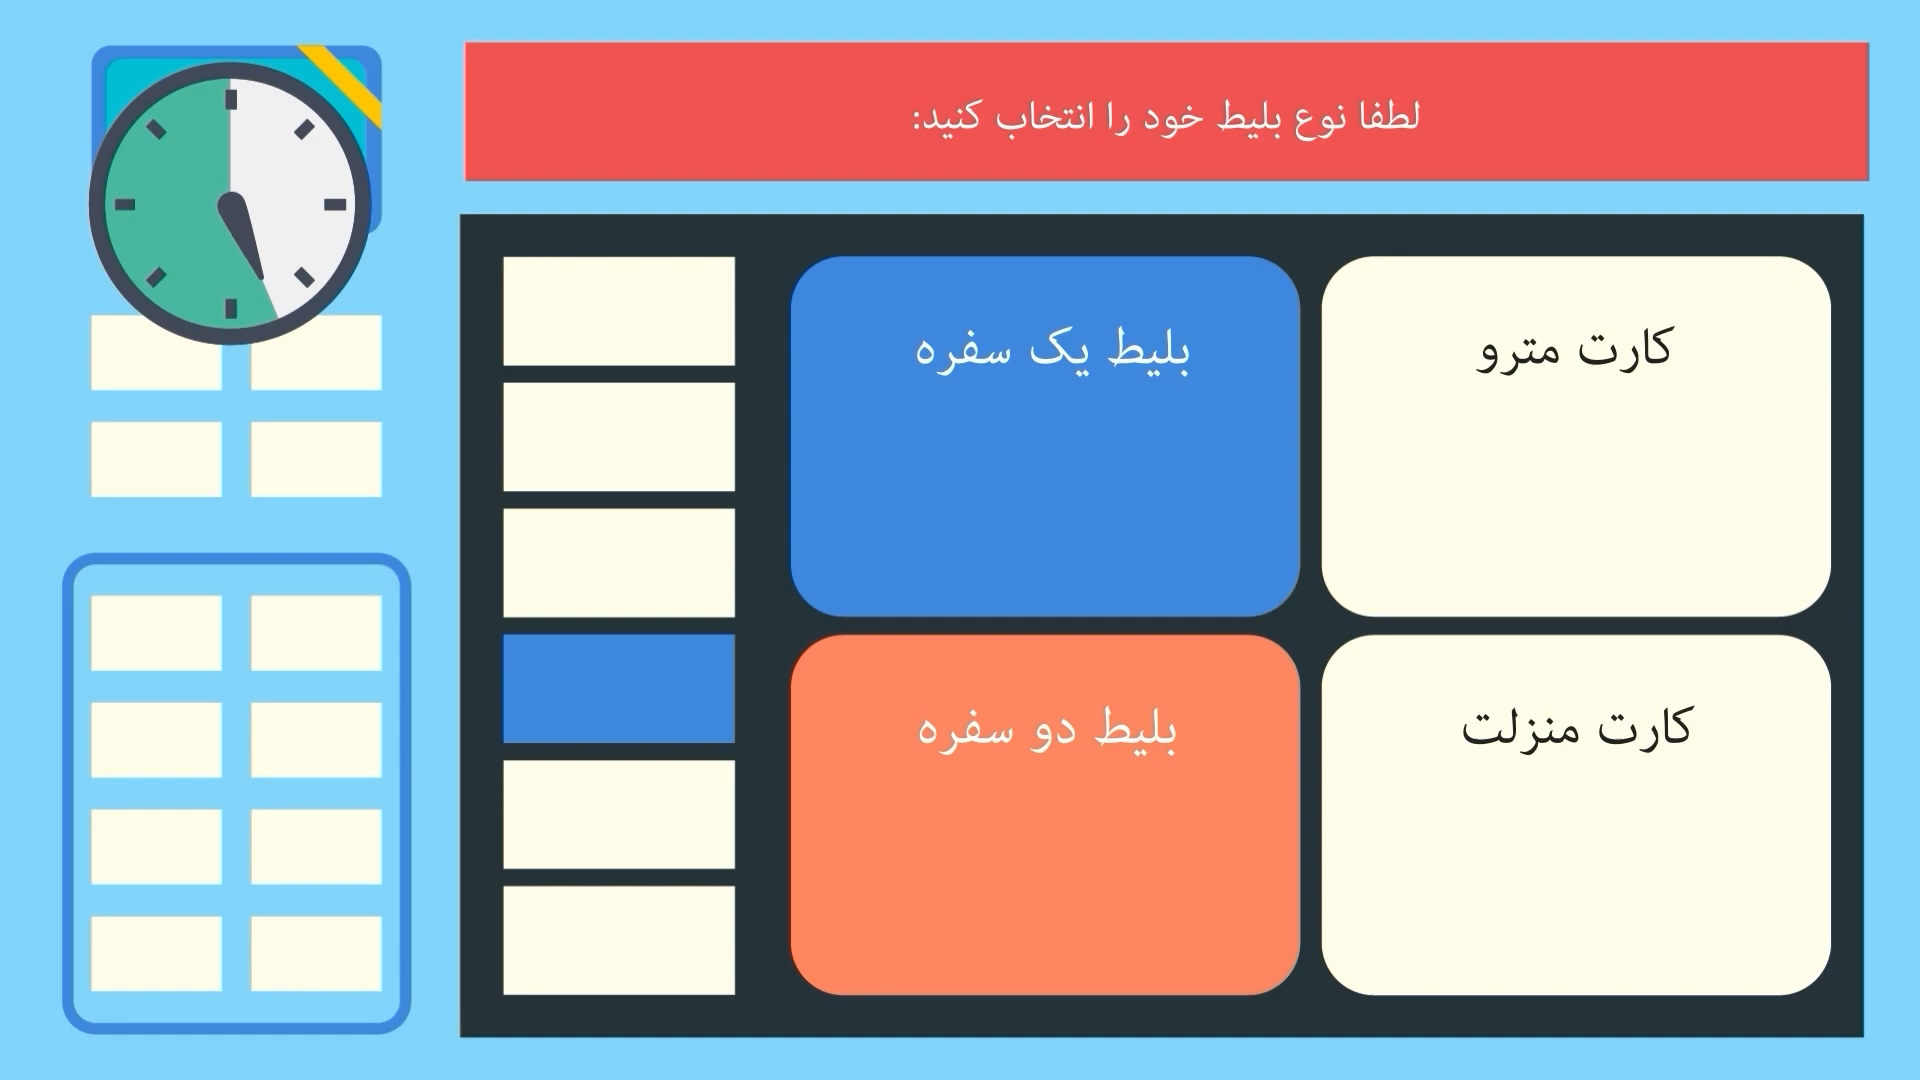 لطفا نوع بلیط خود را انتخاب کنید:
کارت مترو
بلیط یک سفره
کارت منزلت
بلیط دو سفره